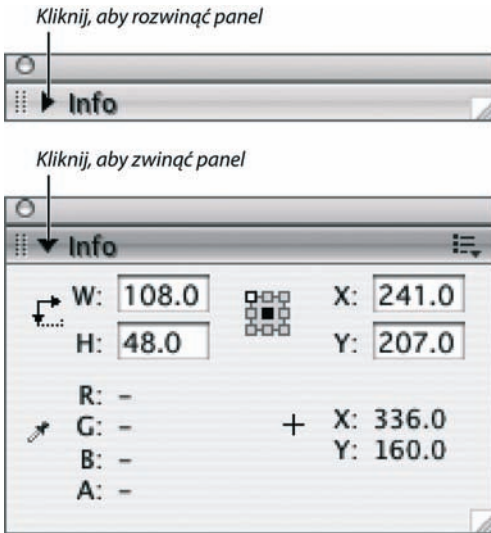 Kliknij, aby rozwinąć panel
Info
Kliknij, aby zwinąć panel
Info
W: 108.0 X: 241.0
H: 48.0 Y: 207.0
R: –
G: – X: 336.0
B: – Y: 160.0
A: –